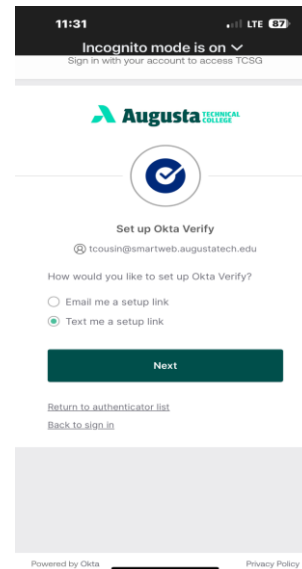 11:31 LTE 87
Incognito mode is on
Sign in with your account to access TCSG
Augusta TECHNICAL COLLEGE
Set up Okta Verify
tcousin@smartweb.augustatech.edu
How would you like to set up Okta Verify?
Email me a setup link
Text me a setup link
Next
Return to authenticator list
Back to sign in
Powered by Okta Privacy Policy